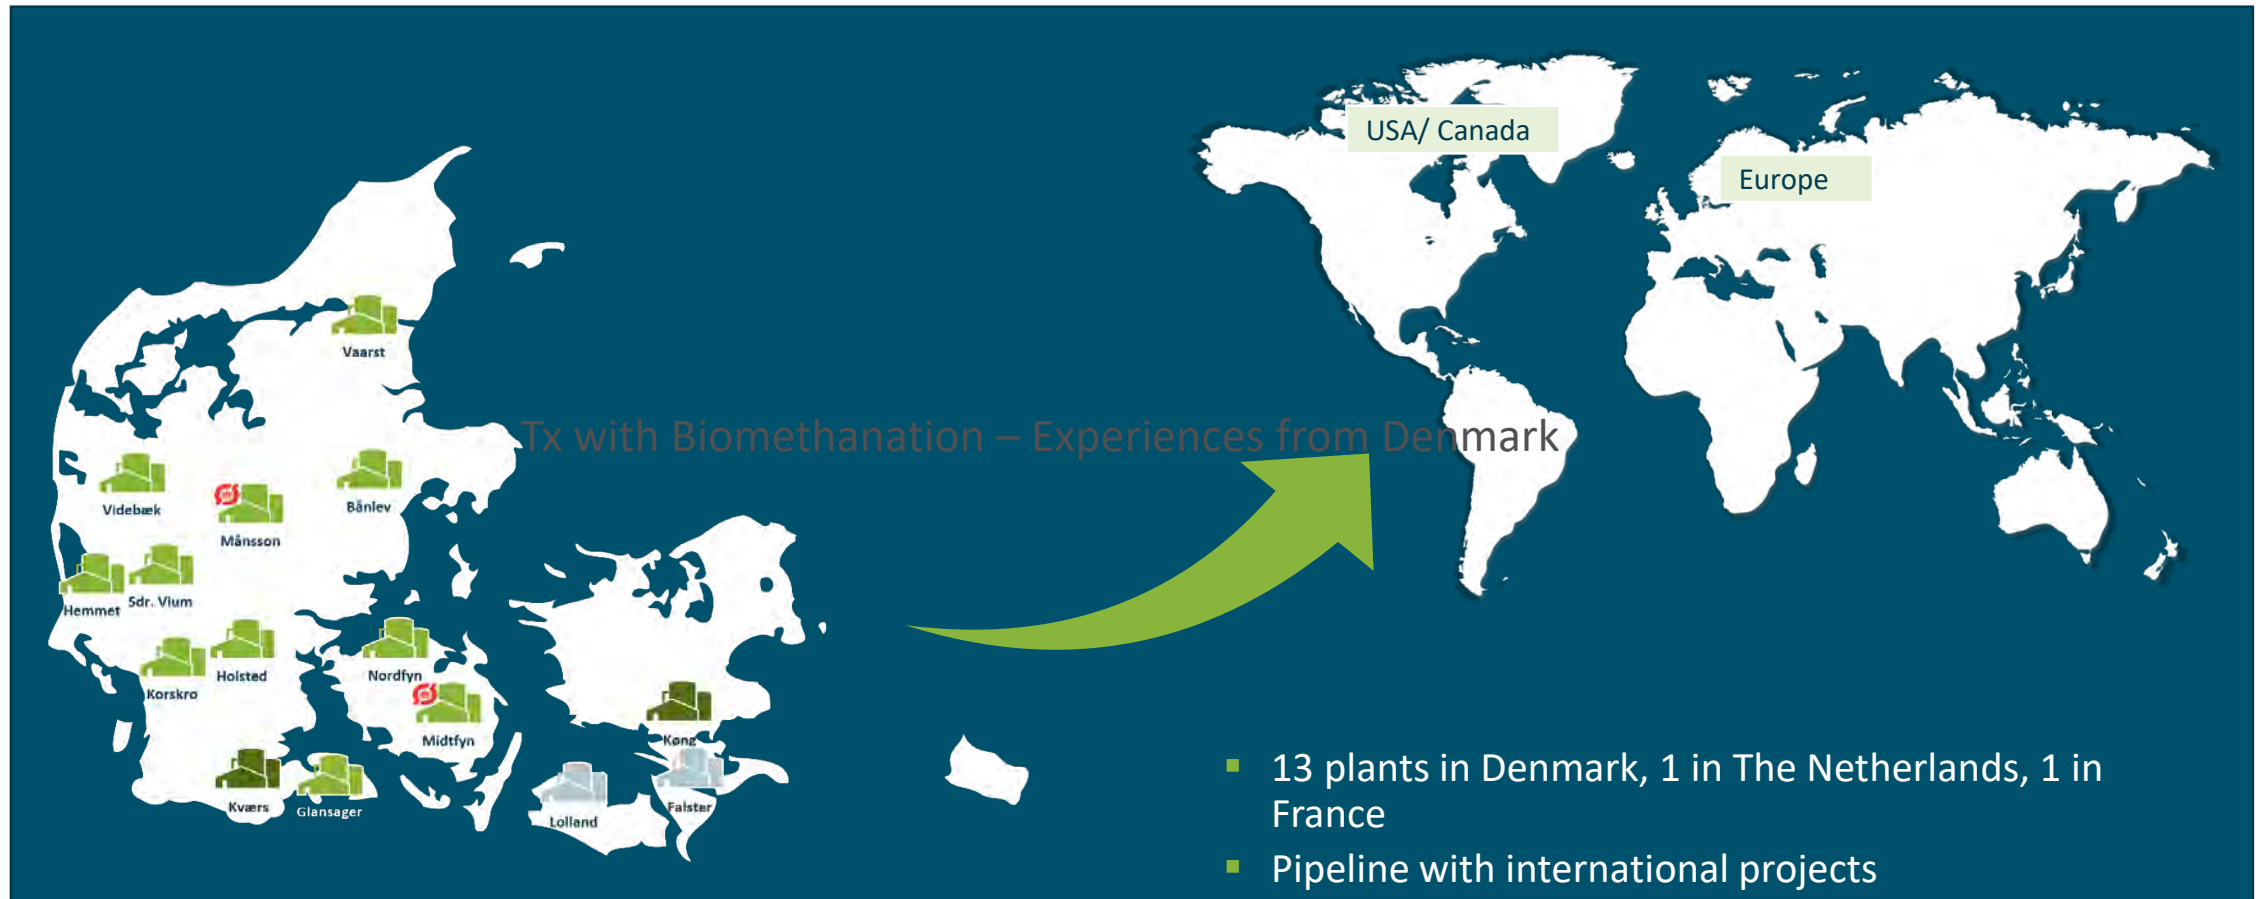 USA/ Canada
Europe
Vaarst
Tx with Biomethanation – Experiences from Denmark
Videbæk
Månsson
Bånlev
Hemmet
Sdr. Vium
Korskro
Holsted
Nordfyn
Midtfyn
Køng
Kværs
Glansager
Lolland
Falster
13 plants in Denmark, 1 in The Netherlands, 1 in
France
Pipeline with international projects